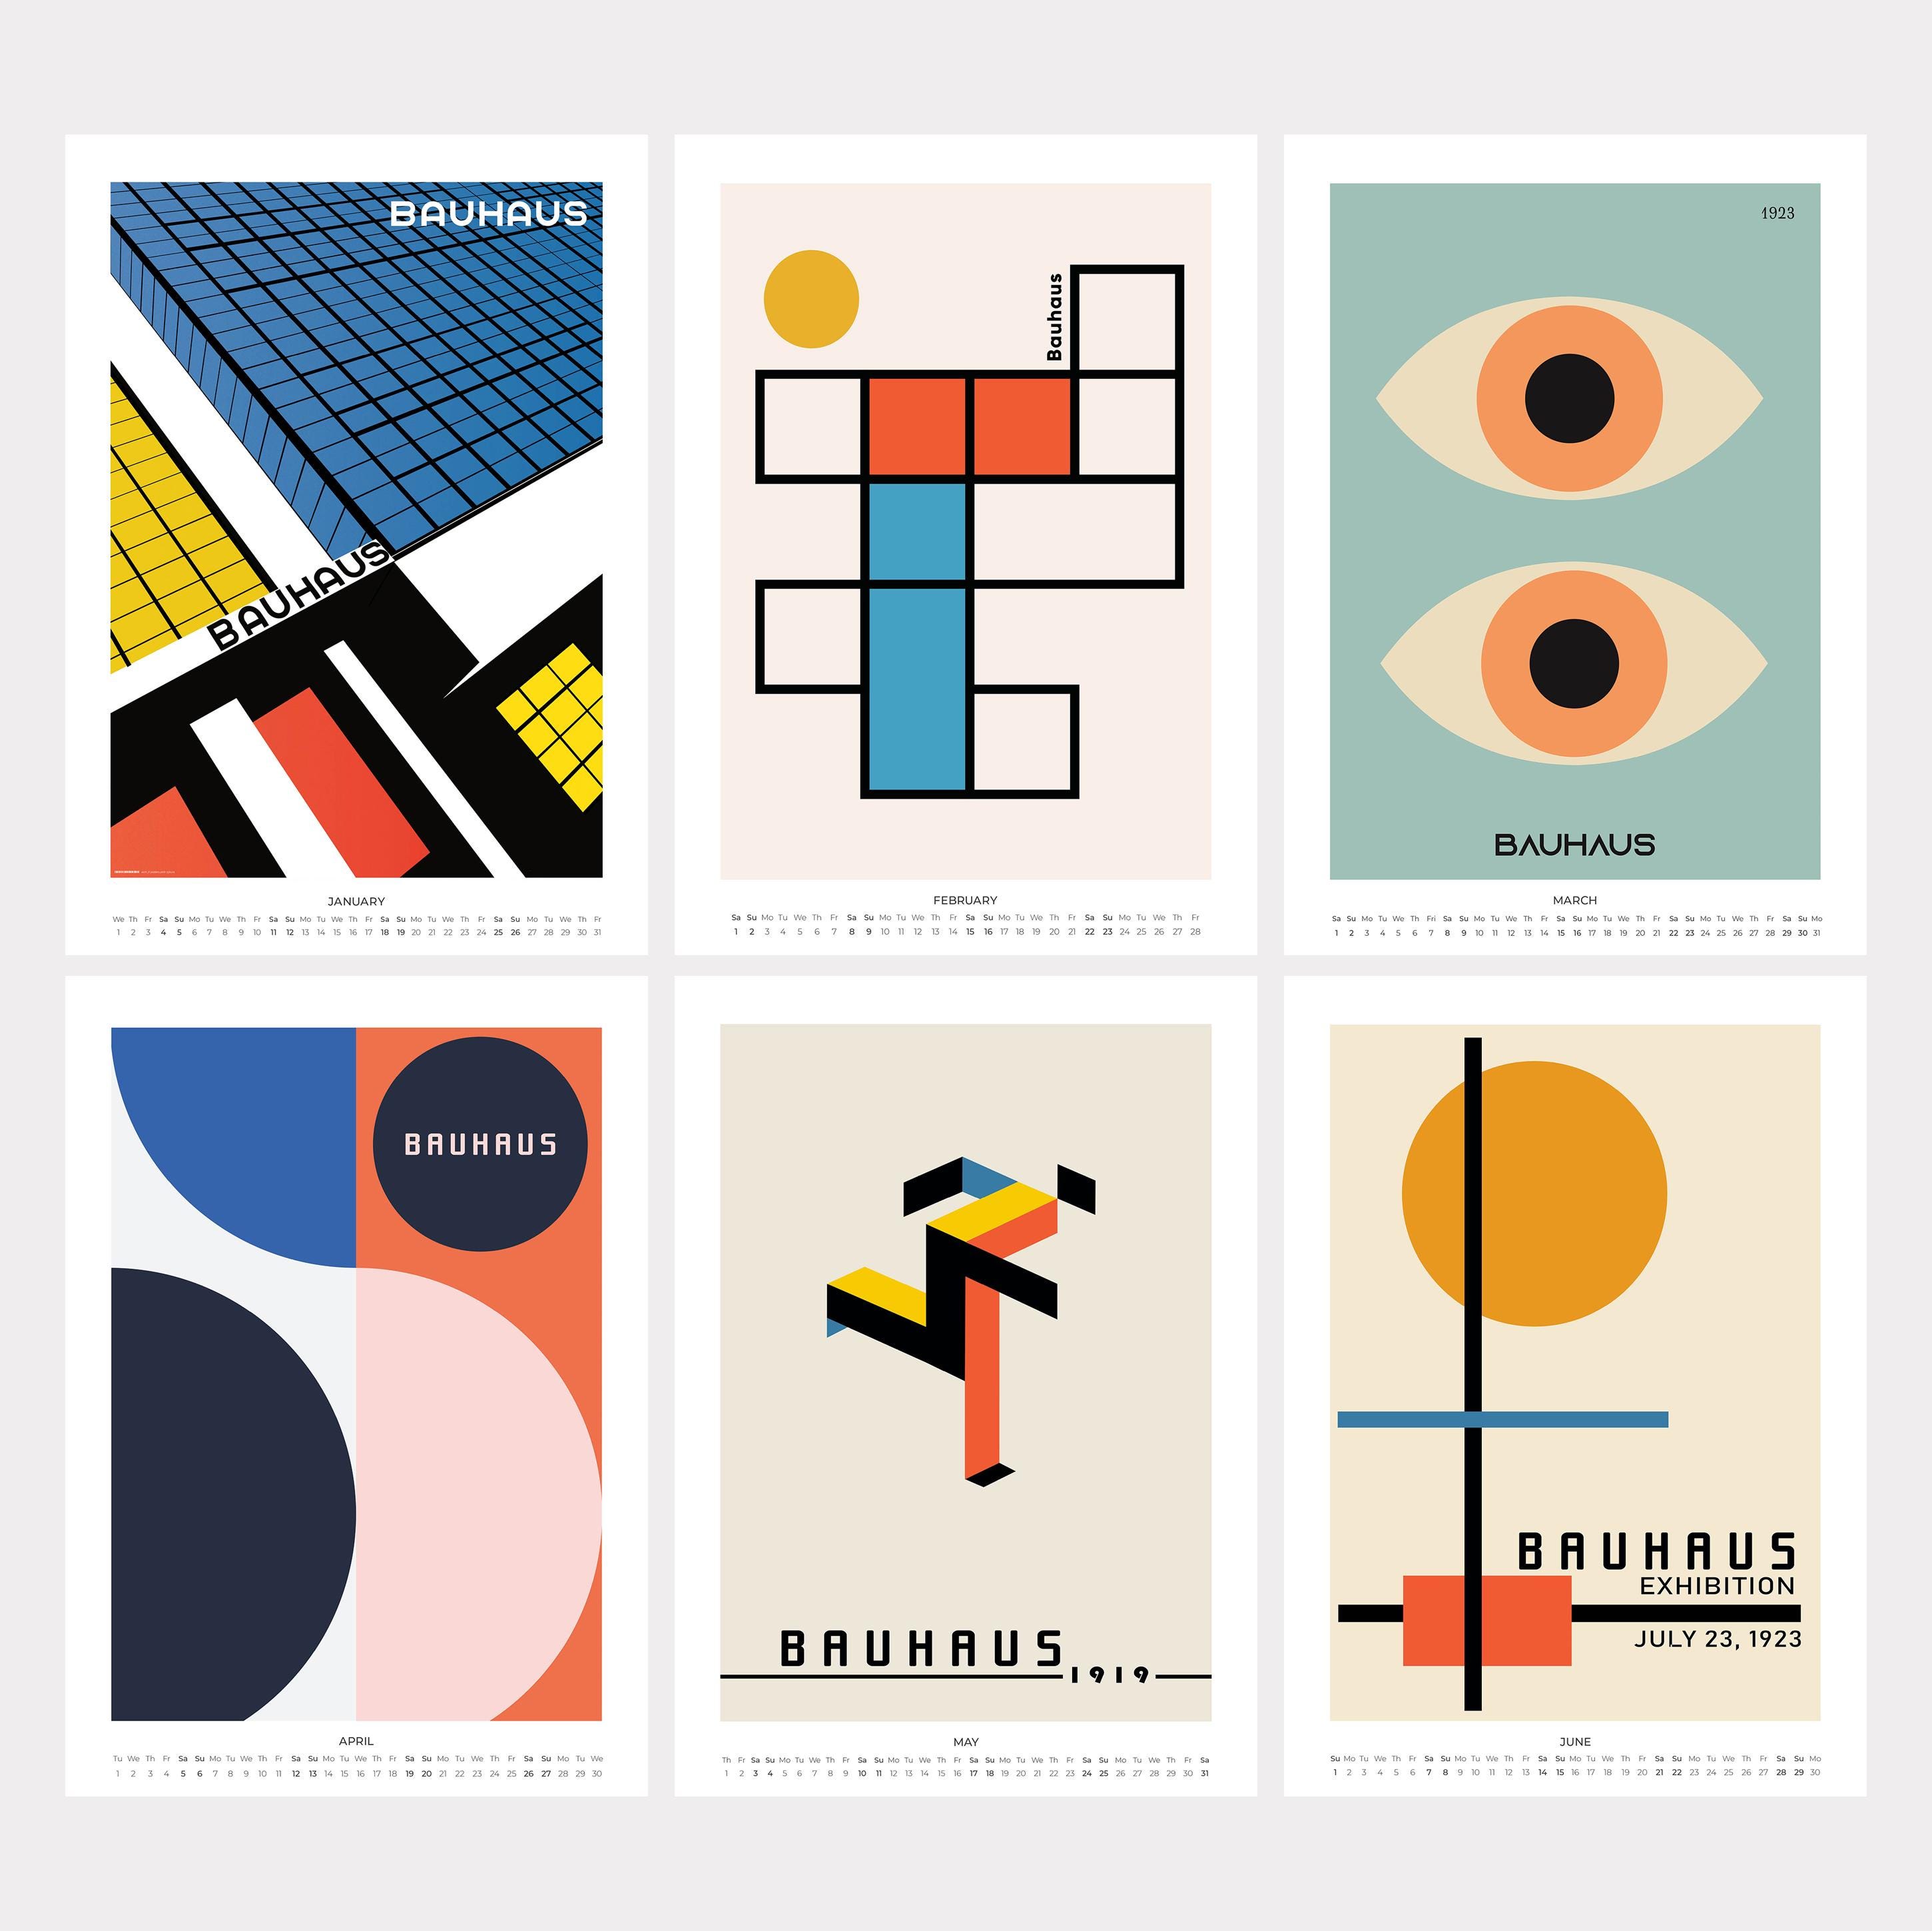 BAUHAUS
BAUHAUS
JANUARY
We Th Fr Sa Su Mo Tu We Th Fr Sa Su Mo Tu We Th Fr Sa Su Mo Tu We Th Fr Sa Su Mo Tu We Th Fr
1 2 3 4 5 6 7 8 9 10 11 12 13 14 15 16 17 18 19 20 21 22 23 24 25 26 27 28 29 30 31
Bauhaus
FEBRUARY
Sa Su Mo Tu We Th Fr Sa Su Mo Tu We Th Fr Sa Su Mo Tu We Th Fr Sa Su Mo Tu We Th Fr
1 2 3 4 5 6 7 8 9 10 11 12 13 14 15 16 17 18 19 20 21 22 23 24 25 26 27 28
1923
BAUHAUS
MARCH
Sa Su Mo Tu We Th Fri Sa Su Mo Tu We Th Fr Sa Su Mo Tu We Th Fr Sa Su Mo Tu We Th Fr Sa Su Mo
1 2 3 4 5 6 7 8 9 10 11 12 13 14 15 16 17 18 19 20 21 22 23 24 25 26 27 28 29 30 31
BAUHAUS
APRIL
Tu We Th Fr Sa Su Mo Tu We Th Fr Sa Su Mo Tu We Th Fr Sa Su Mo Tu We Th Fr Sa Su Mo Tu We
1 2 3 4 5 6 7 8 9 10 11 12 13 14 15 16 17 18 19 20 21 22 23 24 25 26 27 28 29 30
BAUHAUS
1919
MAY
Th Fr Sa Su Mo Tu We Th Fr Sa Su Mo Tu We Th Fr Sa Su Mo Tu We Th Fr Sa Su Mo Tu We Th Fr Sa
1 2 3 4 5 6 7 8 9 10 11 12 13 14 15 16 17 18 19 20 21 22 23 24 25 26 27 28 29 30 31
BAUHAUS
EXHIBITION
JULY 23, 1923
JUNE
Su Mo Tu We Th Fr Sa Su Mo Tu We Th Fr Sa Su Mo Tu We Th Fr Sa Su Mo Tu We Th Fr Sa Su Mo
1 2 3 4 5 6 7 8 9 10 11 12 13 14 15 16 17 18 19 20 21 22 23 24 25 26 27 28 29 30